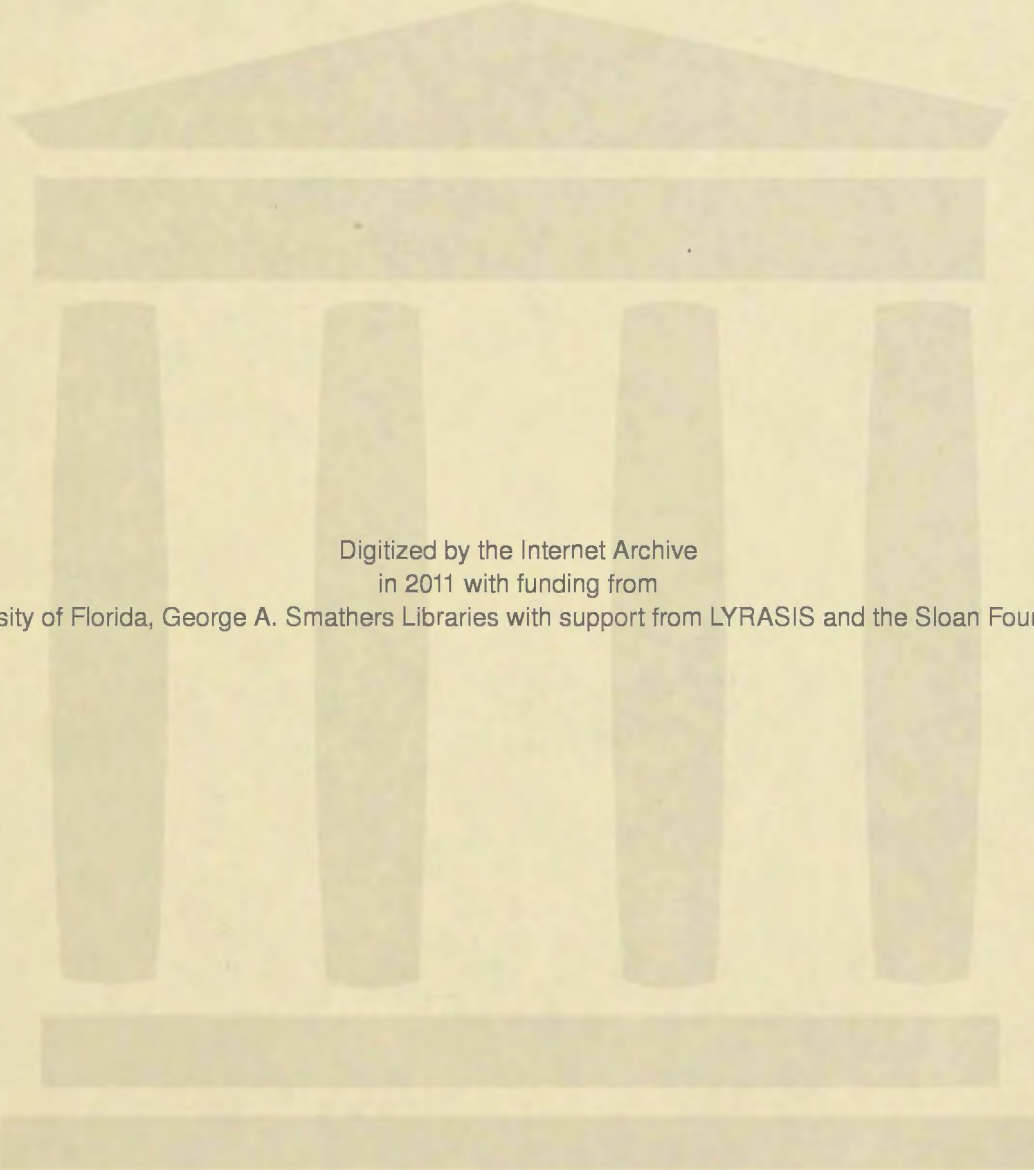 Digitized by the Internet Archive
in 2011 with funding from
sity of Florida, George A. Smathers Libraries with support from LYRASIS and the Sloan Four